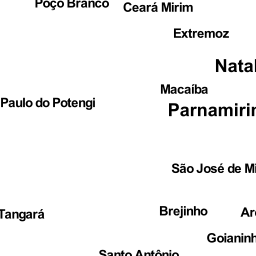 Poço Branco
Ceará Mirim
Extremoz
Natal
Macaíba
Paulo do Potengi
Parnamirin
São José de Mi
Tangará
Brejinho
Ar
Goianinh
Santo Antônio